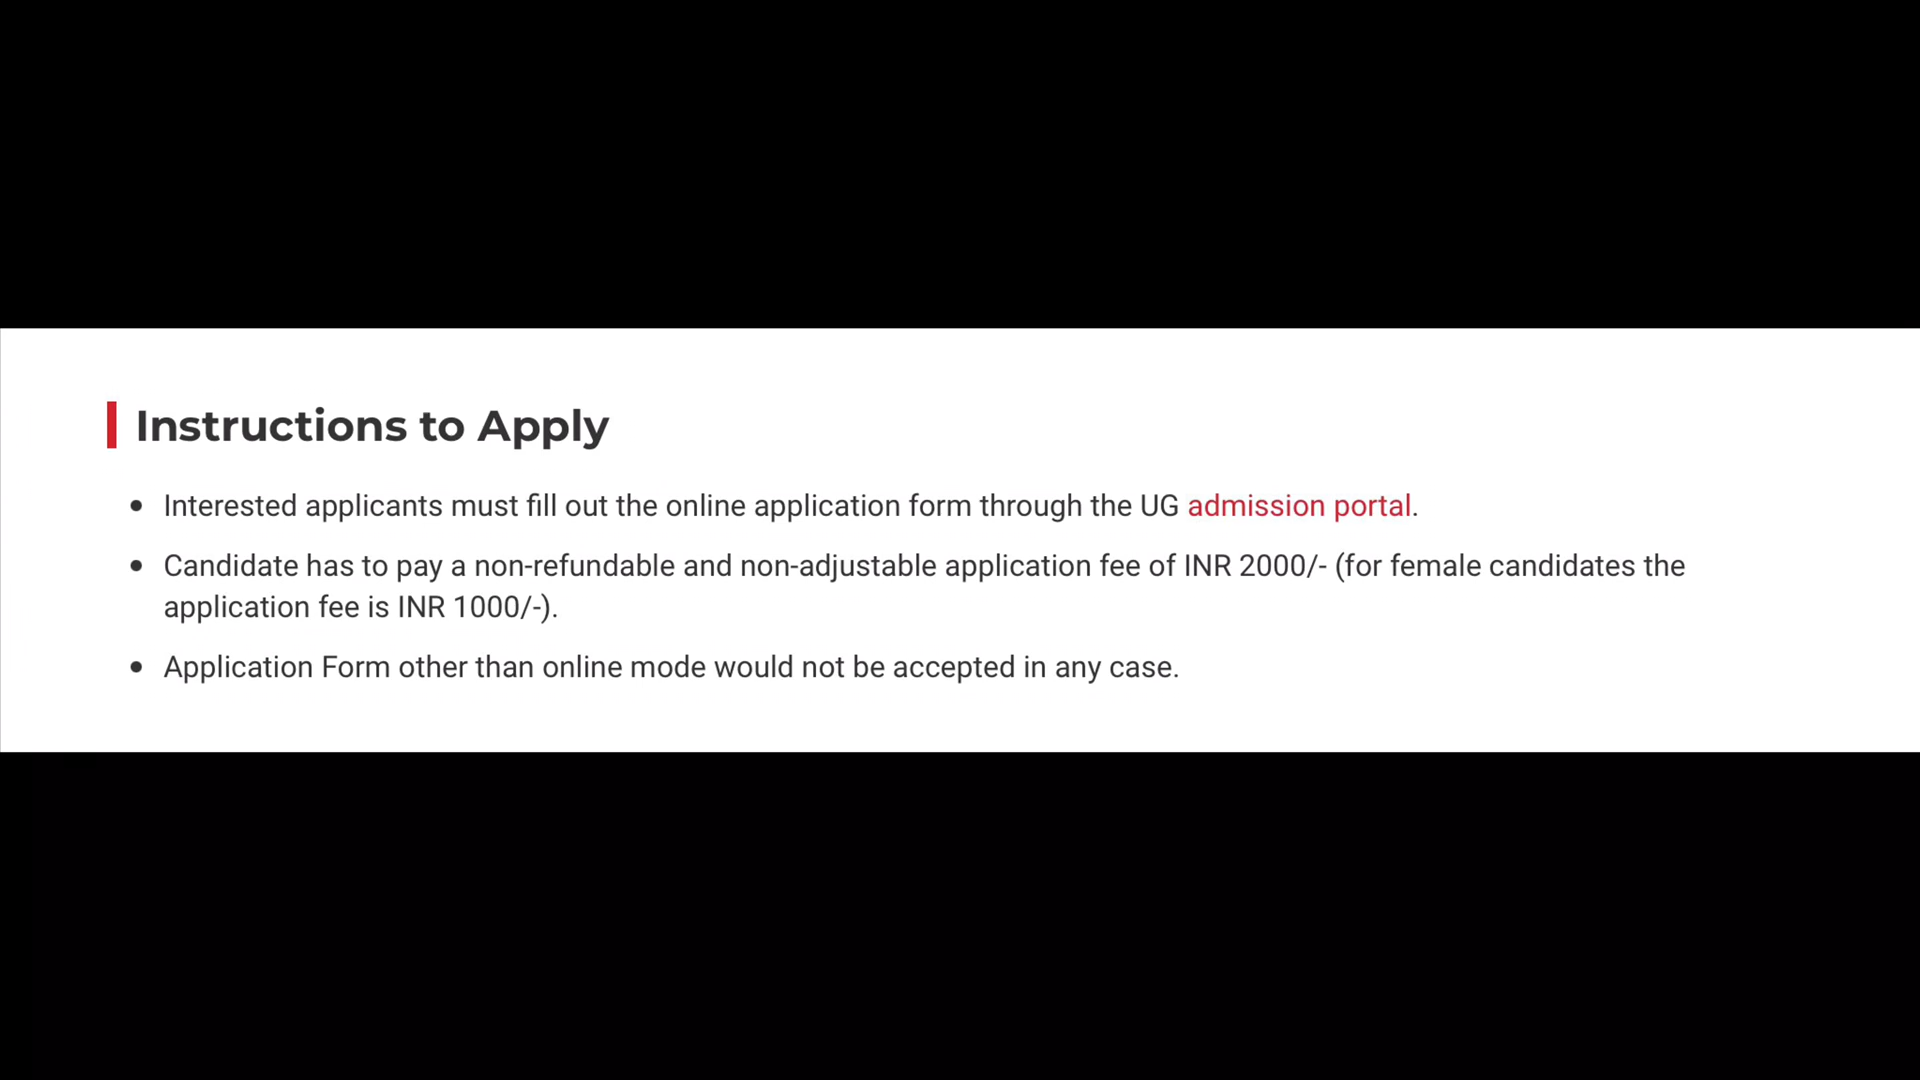 Instructions to Apply
• Interested applicants must fill out the online application form through the UG admission portal.
• Candidate has to pay a non-refundable and non-adjustable application fee of INR 2000/- (for female candidates the
application fee is INR 1000/-).
• Application Form other than online mode would not be accepted in any case.